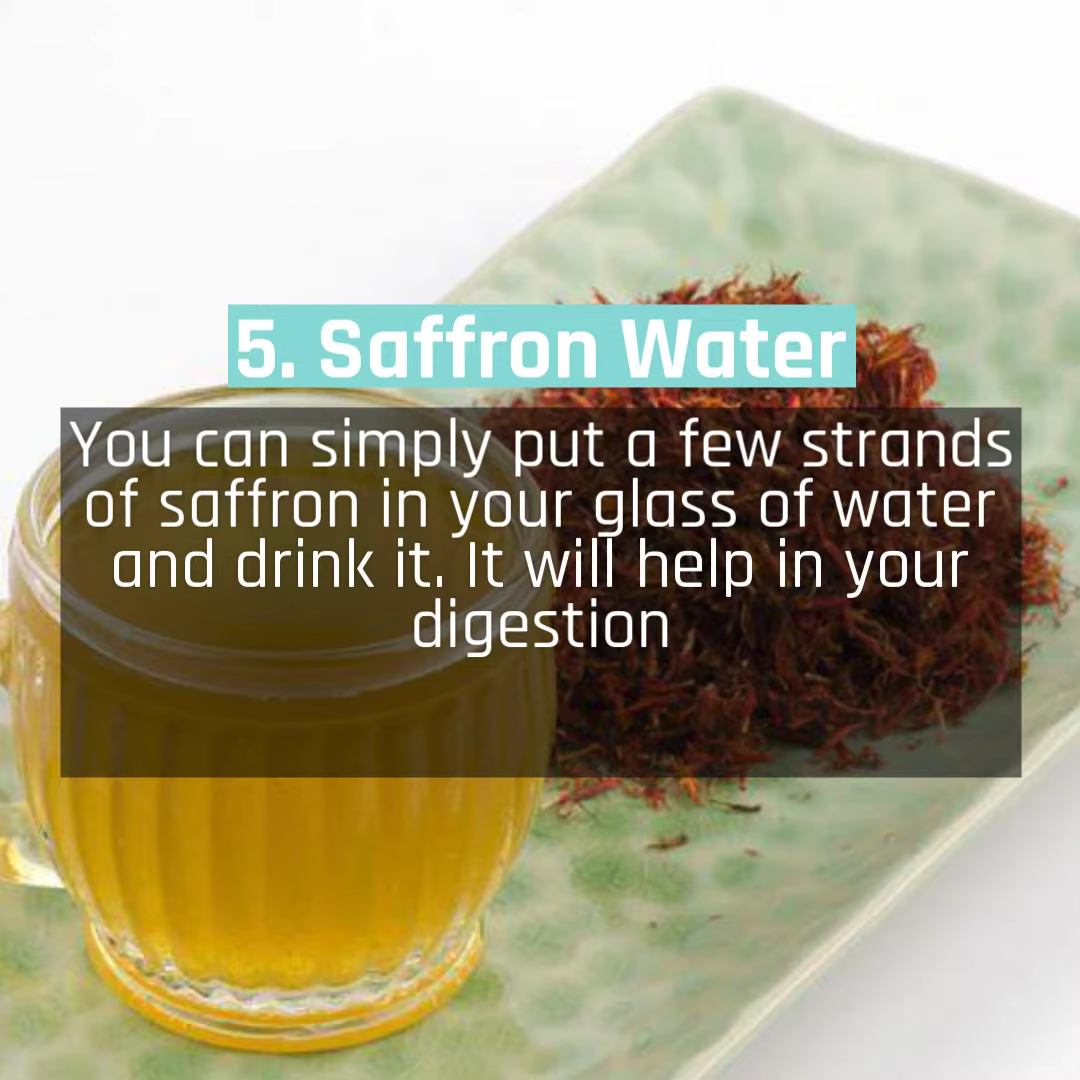 5. Saffron Water
You can simply put a few strands
of saffron in your glass of water
and drink it. It will help in your
digestion